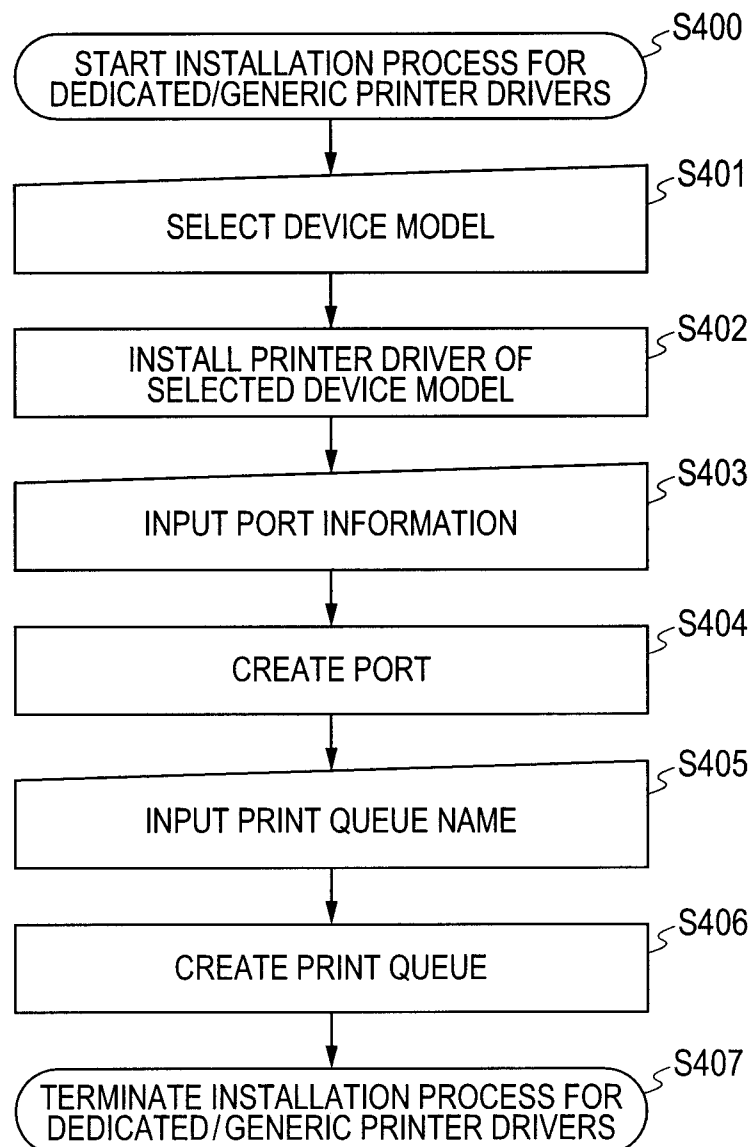 S400
START INSTALLATION PROCESS FOR
DEDICATED/GENERIC PRINTER DRIVERS
S401
SELECT DEVICE MODEL
S402
INSTALL PRINTER DRIVER OF
SELECTED DEVICE MODEL
S403
INPUT PORT INFORMATION
S404
CREATE PORT
S405
INPUT PRINT QUEUE NAME
S406
CREATE PRINT QUEUE
S407
TERMINATE INSTALLATION PROCESS FOR
DEDICATED/GENERIC PRINTER DRIVERS